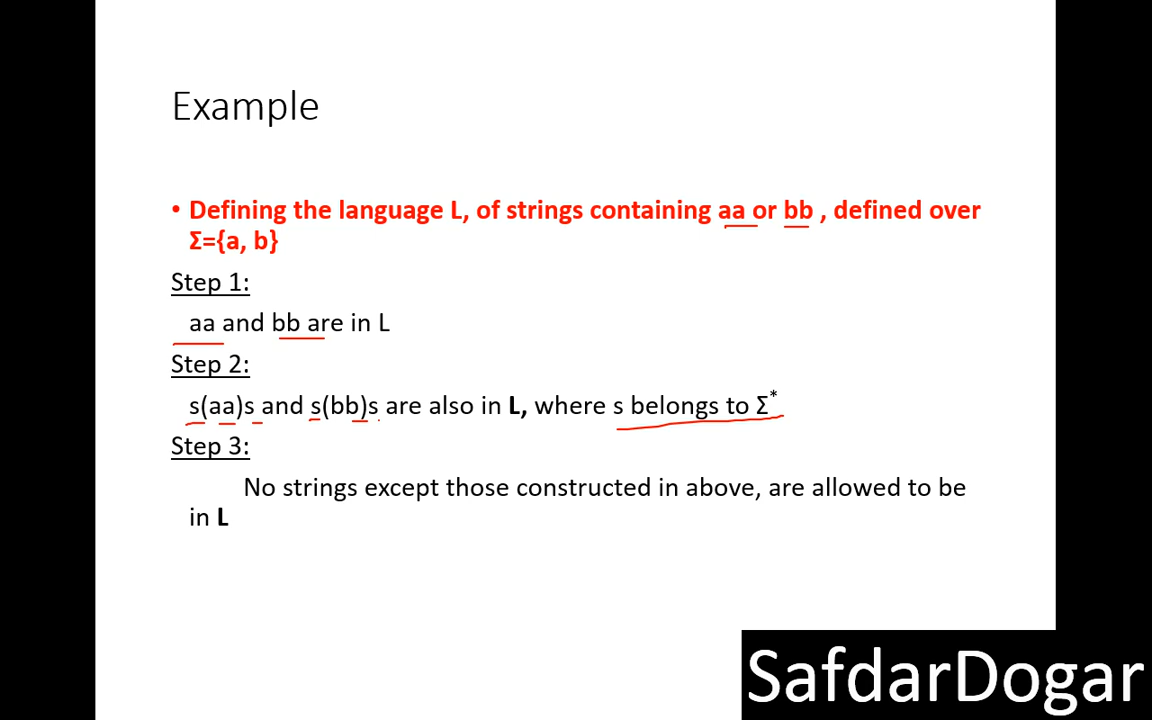 Example
• Defining the language L, of strings containing aa or bb , defined over
Σ={a, b}
Step 1:
aa and bb are in L
Step 2:
s(aa)s and s(bb)s are also in L, where s belongs to Σ*
Step 3:
No strings except those constructed in above, are allowed to be
in L
SafdarDogar